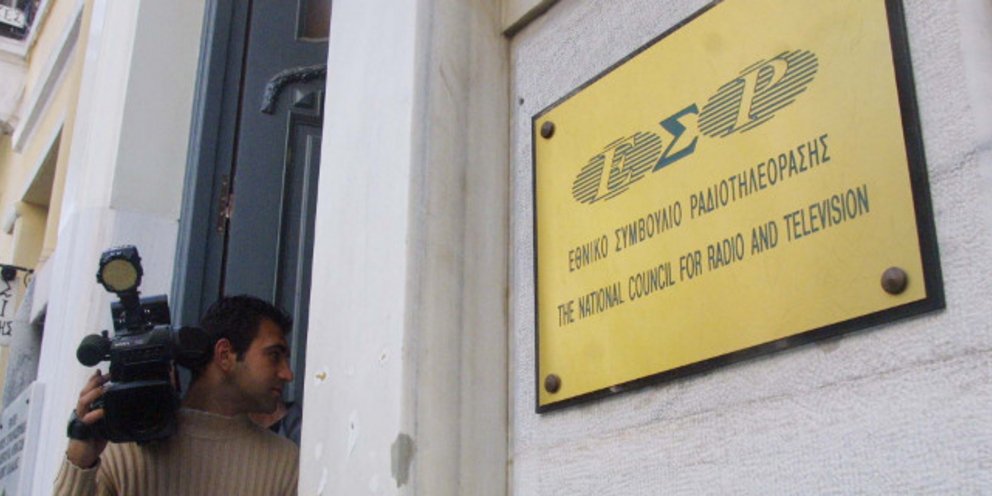 ΕΣΡ
ΕΘΝΙΚΟ ΣΥΜΒΟΥΛΙΟ ΡΑΔΙΟΤΗΛΕΟΡΑΣΗΣ
THE NATIONAL COUNCIL FOR RADIO AND TELEVISION